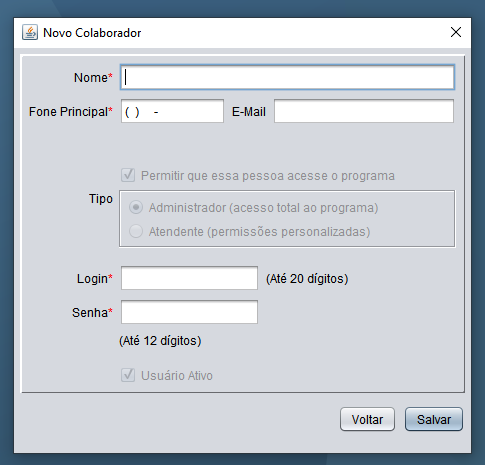 Novo Colaborador
Nome*
Fone Principal* ( ) - E-Mail
Permitir que essa pessoa acesse o programa
Tipo
Administrador (acesso total ao programa)
Atendente (permissões personalizadas)
Login* (Até 20 dígitos)
Senha*
(Até 12 dígitos)
Usuário Ativo
Voltar Salvar